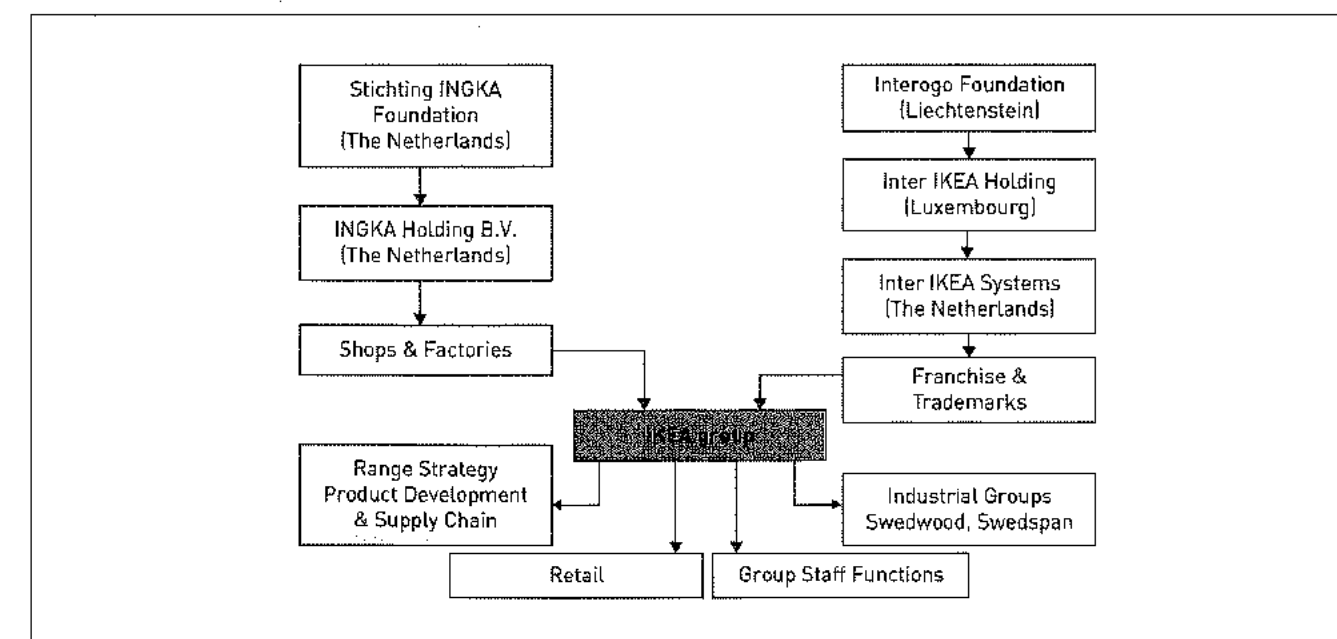 Stichting INGKA
Foundation
(The Netherlands)
INGKA Holding B.V.
(The Netherlands)
Shops & Factories
Interogo Foundation
(Liechtenstein)
Inter IKEA Holding
(Luxembourg)
Inter IKEA Systems
(The Netherlands)
Franchise &
Trademarks
IKEA group
Range Strategy
Product Development
& Supply Chain
Industrial Groups
Swedwood, Swedspan
Retail
Group Staff Functions